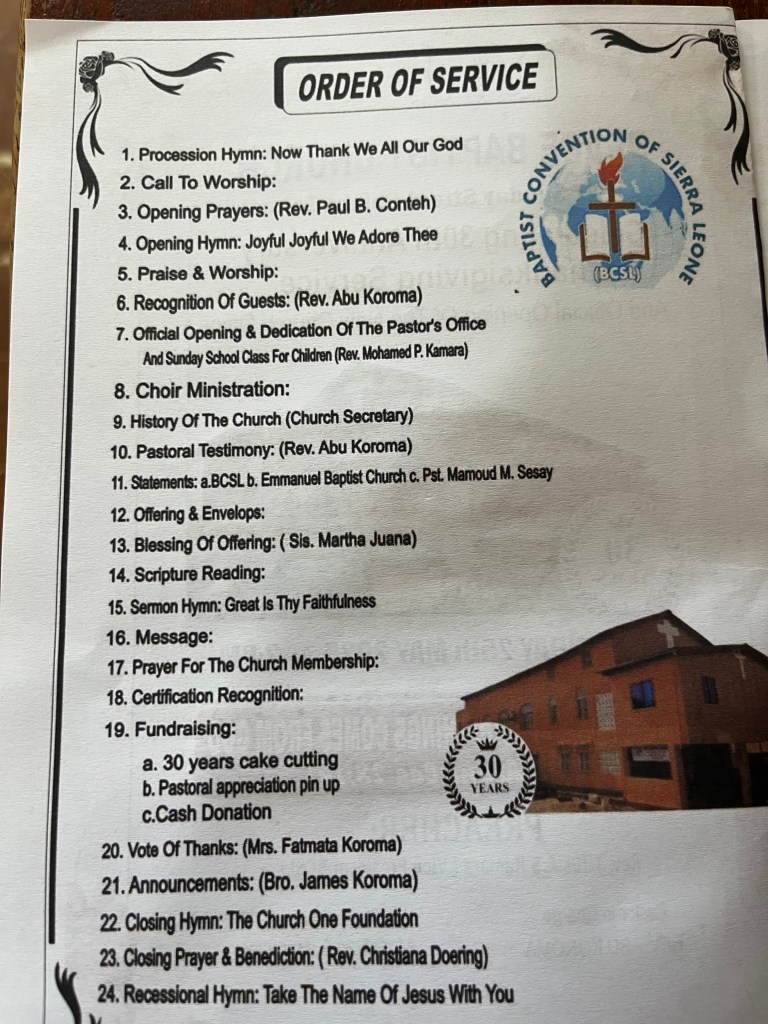 ORDER OF SERVICE
1. Procession Hymn: Now Thank We All Our God
2. Call To Worship:
3. Opening Prayers: (Rev. Paul B. Conteh)
4. Opening Hymn: Joyful Joyful We Adore Thee
5. Praise & Worship:
6. Recognition Of Guests: (Rev. Abu Koroma)
7. Official Opening & Dedication Of The Pastor's Office
And Sunday School Class For Children (Rev. Mohamed P. Kamara)
8. Choir Ministration:
9. History Of The Church (Church Secretary)
10. Pastoral Testimony: (Rev. Abu Koroma)
11. Statements: a.BCSL b. Emmanuel Baptist Church c. Pst. Mamoud M. Sesay
12. Offering & Envelops:
13. Blessing Of Offering: ( Sis. Martha Juana)
14. Scripture Reading:
15. Sermon Hymn: Great Is Thy Faithfulness
16. Message:
17. Prayer For The Church Membership:
18. Certification Recognition:
19. Fundraising:
a. 30 years cake cutting
b. Pastoral appreciation pin up
c.Cash Donation
20. Vote Of Thanks: (Mrs. Fatmata Koroma)
21. Announcements: (Bro. James Koroma)
22. Closing Hymn: The Church One Foundation
23. Closing Prayer & Benediction: ( Rev. Christiana Doering)
24. Recessional Hymn: Take The Name Of Jesus With You
BAPTIST CONVENTION OF SIERRA LEONE
(BCSL)
30
YEARS